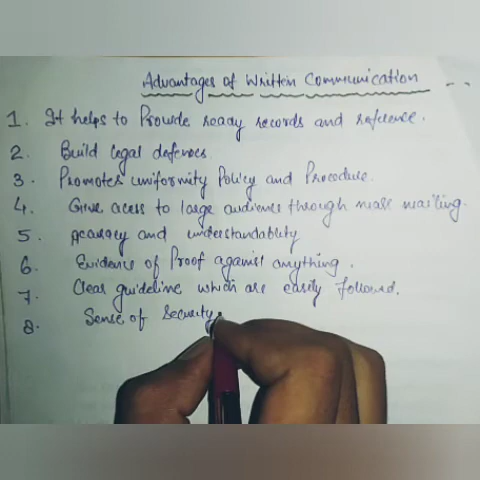 Advantages of Written Communication
1. It helps to Provide ready records and reference.
2. Build legal defences
3. Promotes uniformity Policy and Procedure.
4. Give acess to large audience through mass mailing.
5. Accuracy and understandability
6. Evidence of Proof against anything.
7. Clear guideline which are easily followed.
8. Sense of Security.